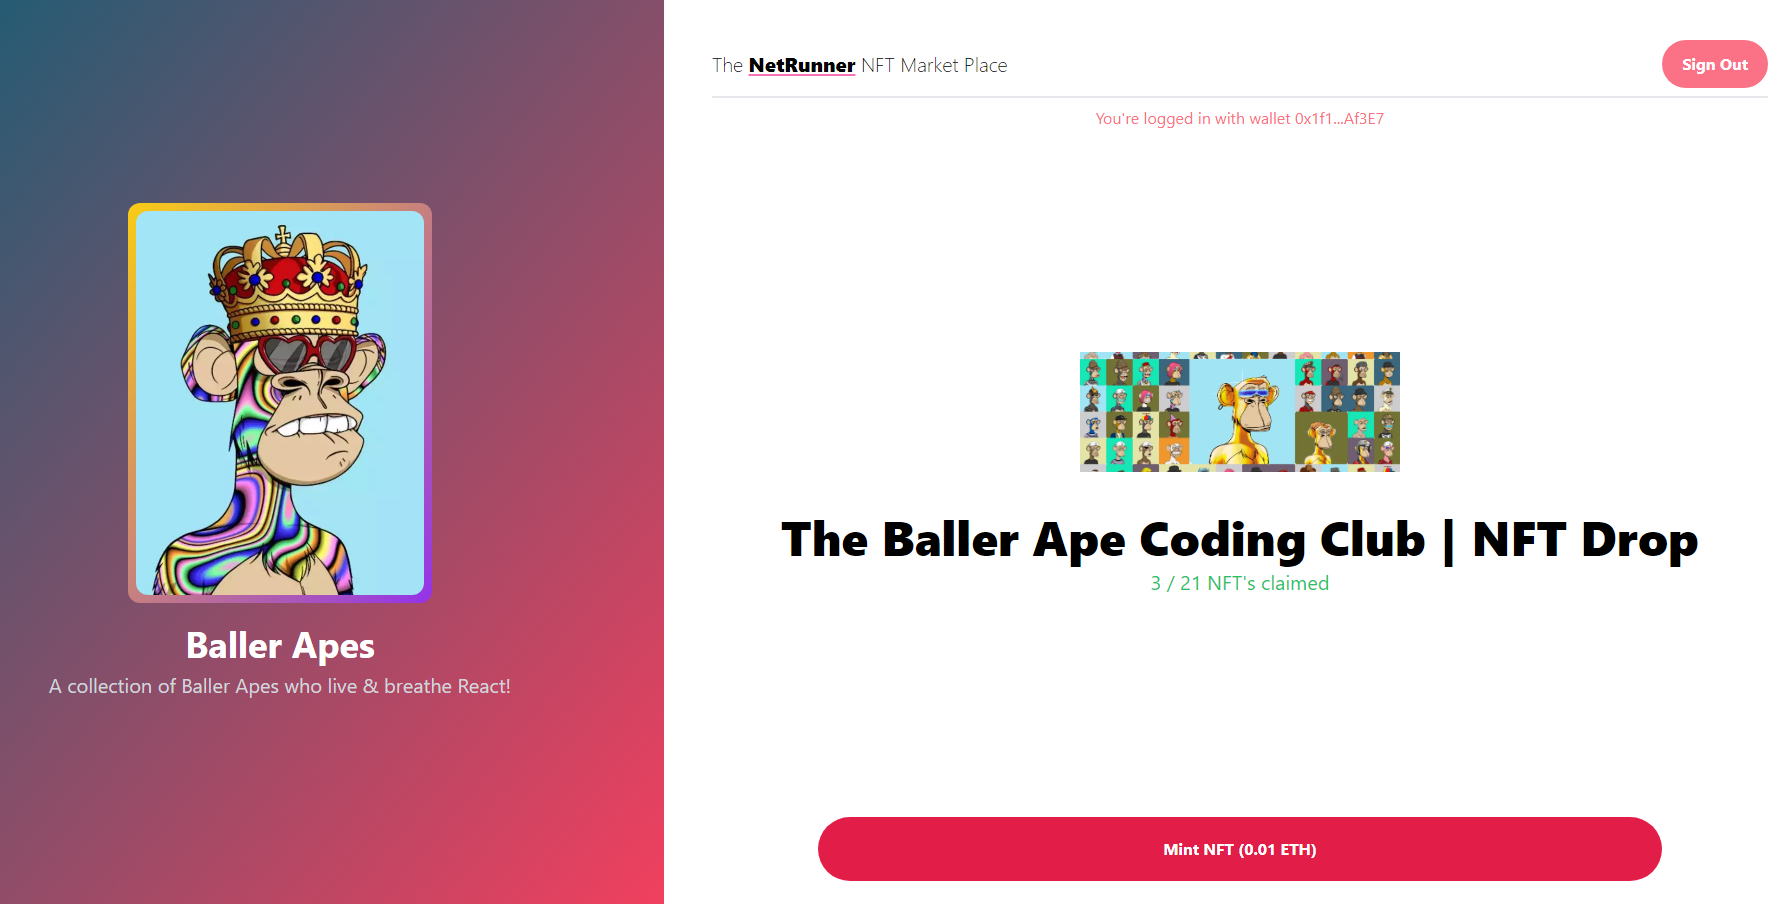 Baller Apes
A collection of Baller Apes who live & breathe React!
The NetRunner NFT Market Place
Sign Out
You're logged in with wallet 0x1f1...Af3E7
The Baller Ape Coding Club | NFT Drop
3 / 21 NFT's claimed
Mint NFT (0.01 ETH)